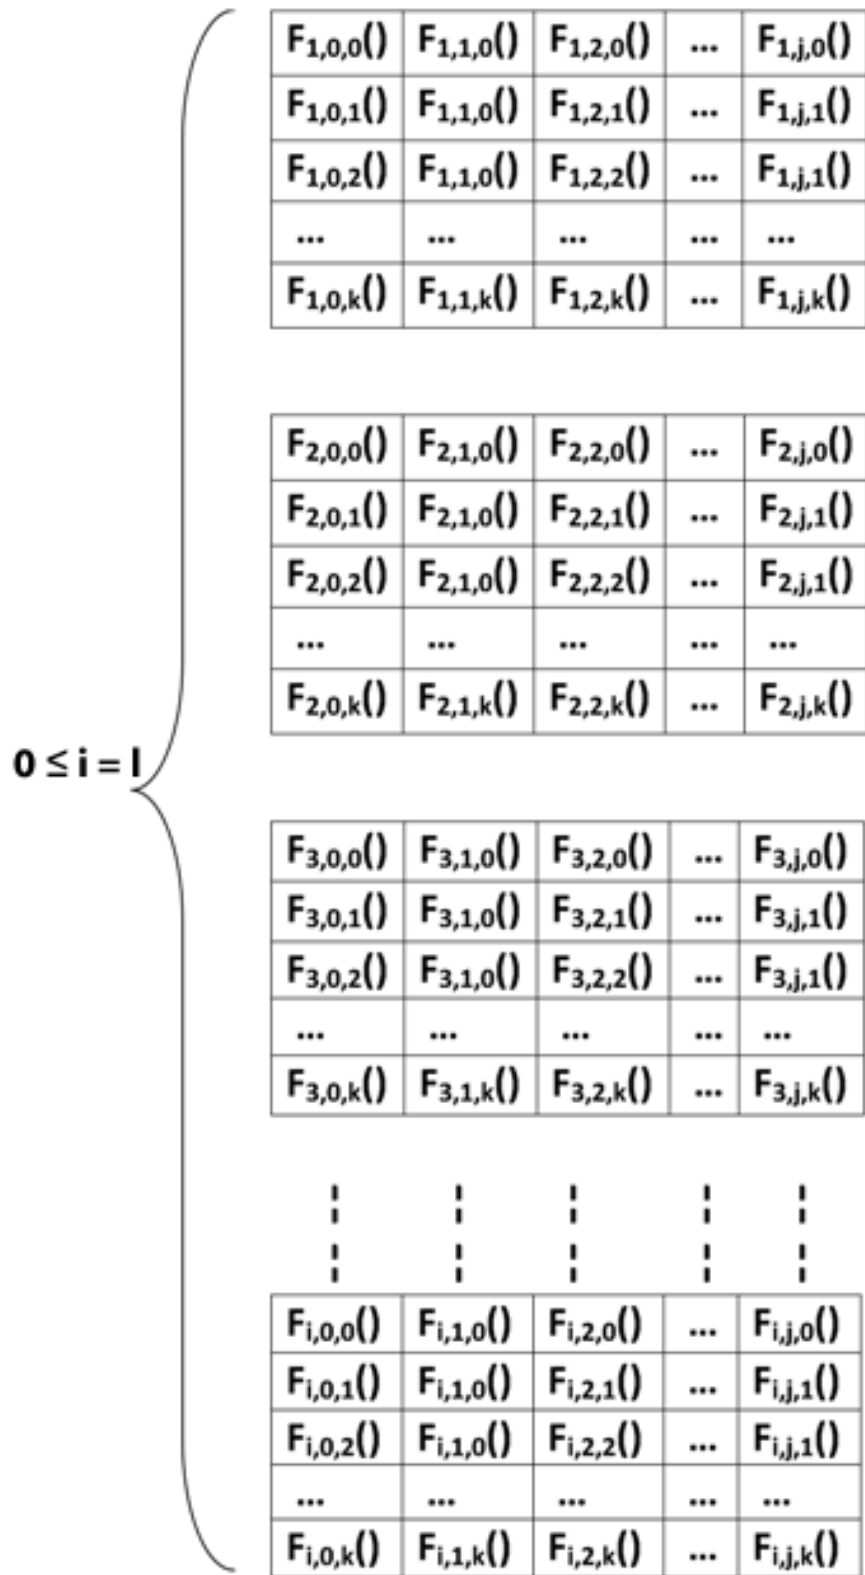 F1,0,0() F1,1,0() F1,2,0() ... F1,j,0()
F1,0,1() F1,1,0() F1,2,1() ... F1,j,1()
F1,0,2() F1,1,0() F1,2,2() ... F1,j,1()
... ... ... ... ...
F1,0,k() F1,1,k() F1,2,k() ... F1,j,k()
F2,0,0() F2,1,0() F2,2,0() ... F2,j,0()
F2,0,1() F2,1,0() F2,2,1() ... F2,j,1()
F2,0,2() F2,1,0() F2,2,2() ... F2,j,1()
... ... ... ... ...
F2,0,k() F2,1,k() F2,2,k() ... F2,j,k()
0 ≤ i = l
F3,0,0() F3,1,0() F3,2,0() ... F3,j,0()
F3,0,1() F3,1,0() F3,2,1() ... F3,j,1()
F3,0,2() F3,1,0() F3,2,2() ... F3,j,1()
... ... ... ... ...
F3,0,k() F3,1,k() F3,2,k() ... F3,j,k()
Fi,0,0() Fi,1,0() Fi,2,0() ... Fi,j,0()
Fi,0,1() Fi,1,0() Fi,2,1() ... Fi,j,1()
Fi,0,2() Fi,1,0() Fi,2,2() ... Fi,j,1()
... ... ... ... ...
Fi,0,k() Fi,1,k() Fi,2,k() ... Fi,j,k()